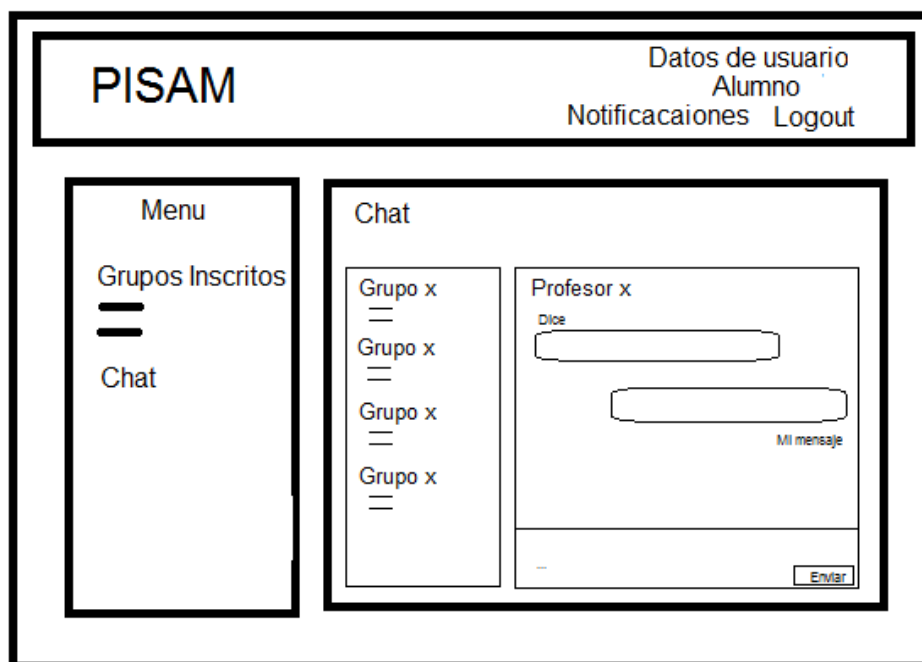 PISAM
Datos de usuario
Alumno
Notificacaiones Logout
Menu
Grupos Inscritos
Chat
Chat
Grupo x
Grupo x
Grupo x
Grupo x
Profesor x
Dice
MI mensaje
Enviar